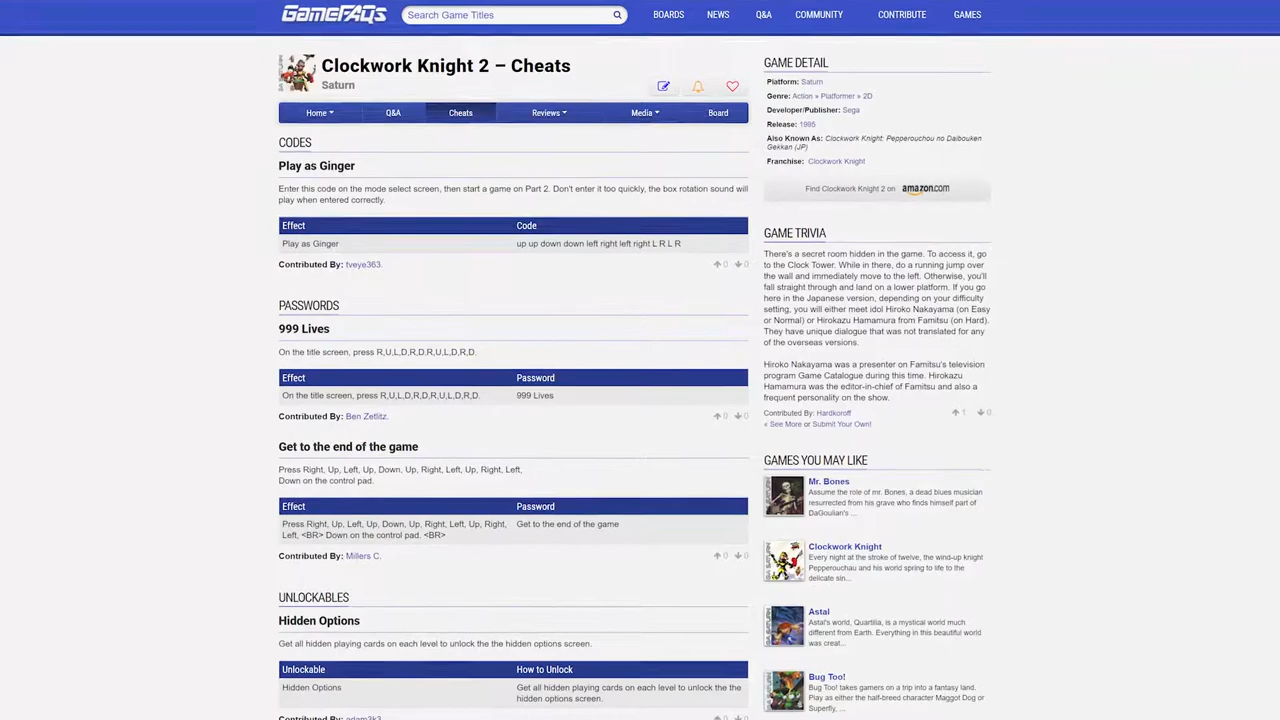 GameFAQs
Search Game Titles
BOARDS NEWS Q&A COMMUNITY CONTRIBUTE GAMES
Clockwork Knight 2 – Cheats
Saturn
Home Q&A Cheats Reviews Media Board
CODES
Play as Ginger
Enter this code on the mode select screen, then start a game on Part 2. Don't enter it too quickly, the box rotation sound will
play when entered correctly.
Effect Code
Play as Ginger up up down down left right left right L R L R
Contributed By: tveye363.
0 0
PASSWORDS
999 Lives
On the title screen, press R,U,L,D,R,D.R,U,L,D,R,D.
Effect Password
On the title screen, press R,U,L,D,R,D,R,U,L,D,R,D. 999 Lives
Contributed By: Ben Zetlitz.
0 0
Get to the end of the game
Press Right, Up, Left, Up, Down, Up, Right, Left, Up, Right, Left,
Down on the control pad.
Effect Password
Press Right, Up, Left, Up, Down, Up, Right, Left, Up, Right, Get to the end of the game
Left, <BR> Down on the control pad. <BR>
Contributed By: Millers C.
0 0
UNLOCKABLES
Hidden Options
Get all hidden playing cards on each level to unlock the the hidden options screen.
Unlockable How to Unlock
Hidden Options Get all hidden playing cards on each level to unlock the the
hidden options screen.
Contributed By: adam3k3
GAME DETAIL
Platform: Saturn
Genre: Action » Platformer » 2D
Developer/Publisher: Sega
Release: 1995
Also Known As: Clockwork Knight: Pepperouchou no Daibouken
Gekkan (JP)
Franchise: Clockwork Knight
Find Clockwork Knight 2 on amazon.com
GAME TRIVIA
There's a secret room hidden in the game. To access it, go
to the Clock Tower. While in there, do a running jump over
the wall and immediately move to the left. Otherwise, you'll
fall straight through and land on a lower platform. If you go
here in the Japanese version, depending on your difficulty
setting, you will either meet idol Hiroko Nakayama (on Easy
or Normal) or Hirokazu Hamamura from Famitsu (on Hard).
They have unique dialogue that was not translated for any
of the overseas versions.
Hiroko Nakayama was a presenter on Famitsu's television
program Game Catalogue during this time. Hirokazu
Hamamura was the editor-in-chief of Famitsu and also a
frequent personality on the show.
Contributed By: Hardkoroff
1 0
« See More or Submit Your Own!
GAMES YOU MAY LIKE
Mr. Bones
Assume the role of mr. Bones, a dead blues musician
resurrected from his grave who finds himself part of
DaGoulian's ...
Clockwork Knight
Every night at the stroke of twelve, the wind-up knight
Pepperouchau and his world spring to life to the
delicate sin...
Astal
Astal's world, Quartilia, is a mystical world much
different from Earth. Everything in this beautiful world
was creat...
Bug Too!
Bug Too! takes gamers on a trip into a fantasy land.
Play as either the half-breed character Maggot Dog or
Superfly, ...